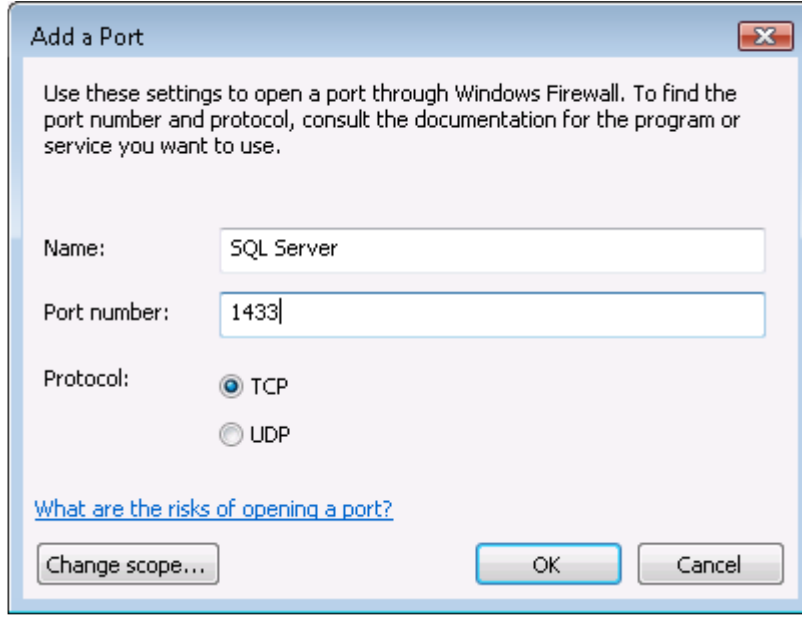 Add a Port
Use these settings to open a port through Windows Firewall. To find the
port number and protocol, consult the documentation for the program or
service you want to use.
Name: SQL Server
Port number: 1433
Protocol: TCP
UDP
What are the risks of opening a port?
Change scope... OK Cancel